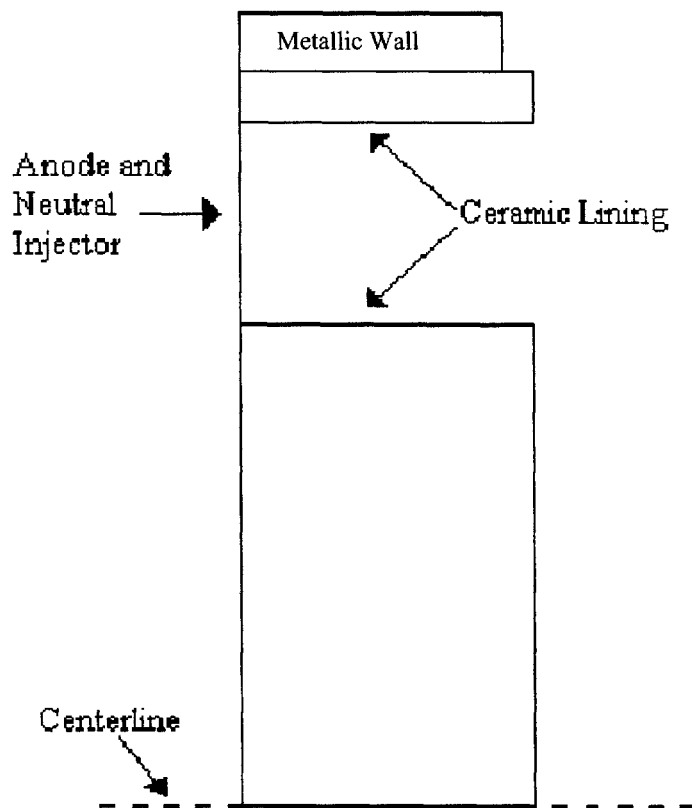 Metallic Wall
Anode and
Neutral
Injector
Ceramic Lining
Centerline